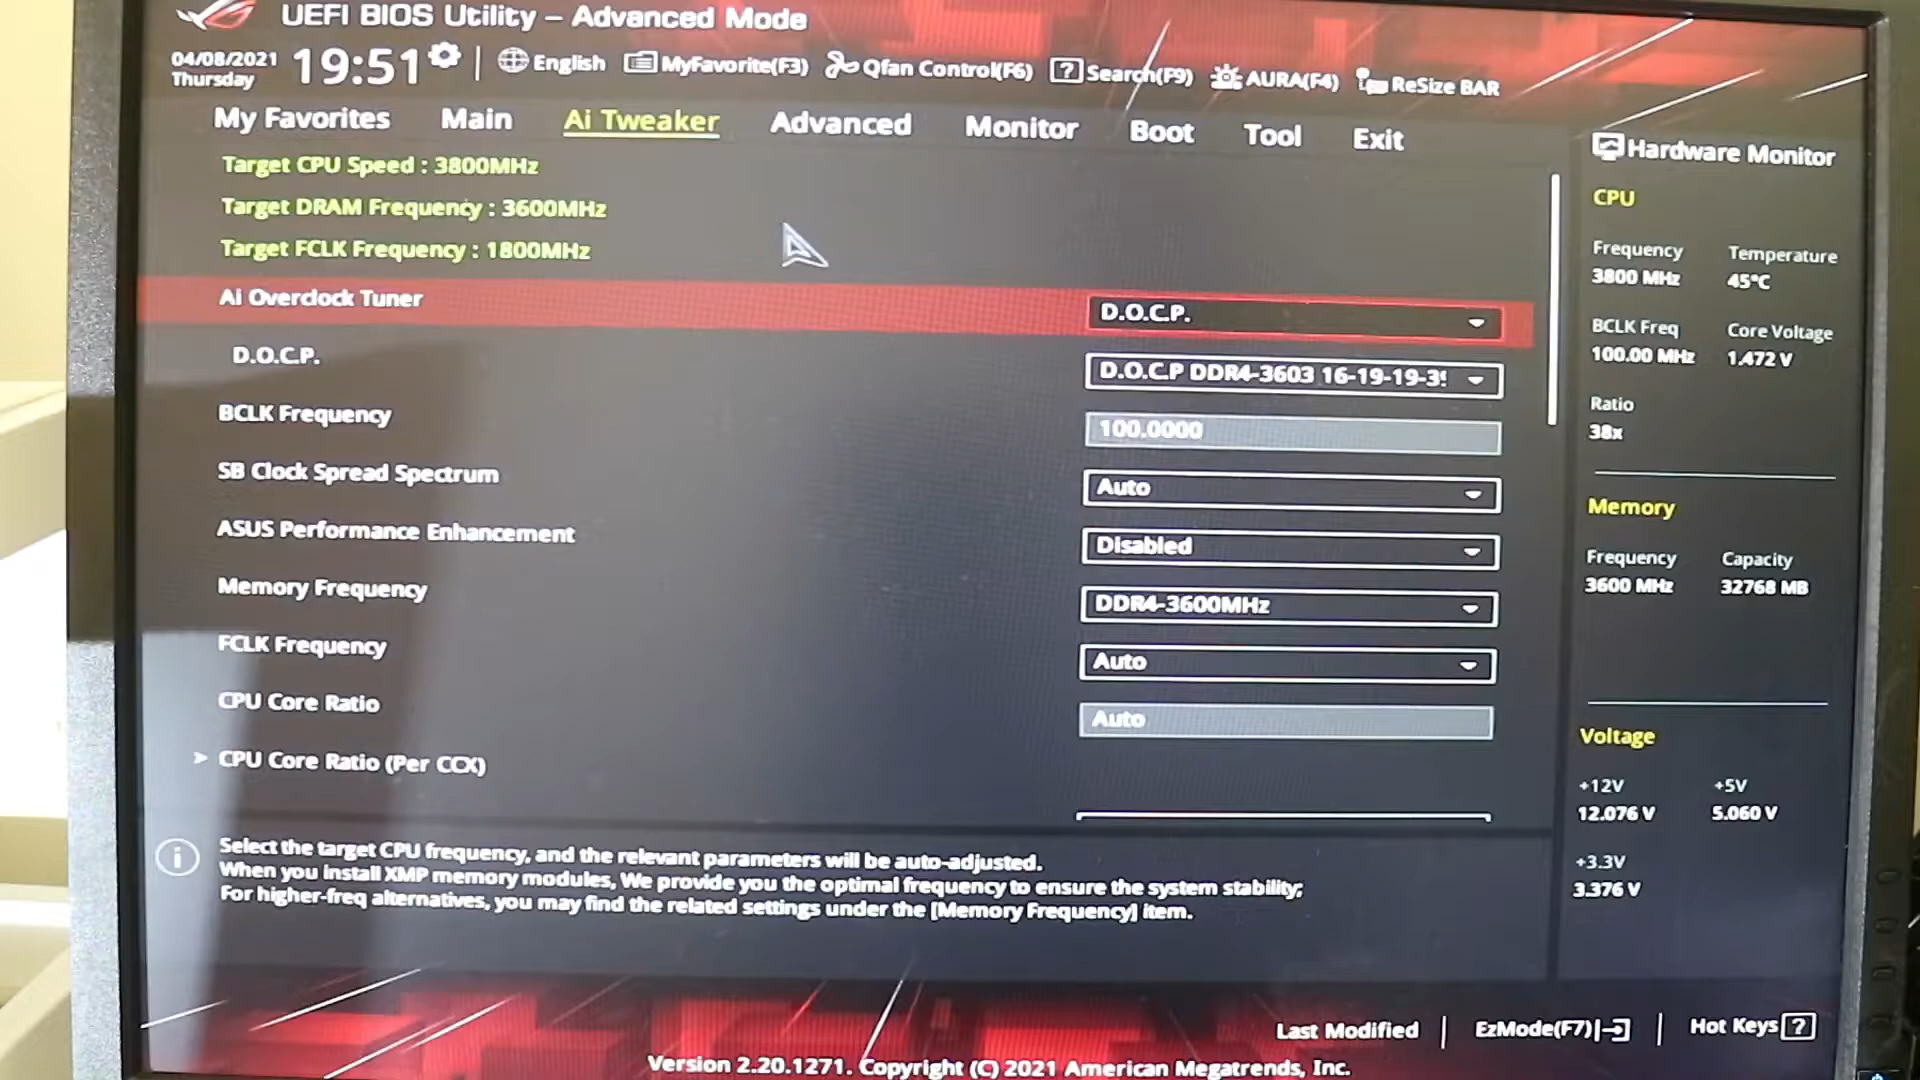 UEFI BIOS Utility – Advanced Mode
04/08/2021
Thursday
19:51
English
MyFavorite(F3)
Qfan Control(F6)
? Search(F9)
AURA(F4)
ReSize BAR
My Favorites
Main
Ai Tweaker
Advanced
Monitor
Boot
Tool
Exit
Target CPU Speed : 3800MHz
Target DRAM Frequency : 3600MHz
Target FCLK Frequency : 1800MHz
Ai Overclock Tuner
D.O.C.P.
D.O.C.P.
D.O.C.P DDR4-3603 16-19-19-3
BCLK Frequency
100.0000
SB Clock Spread Spectrum
Auto
ASUS Performance Enhancement
Disabled
Memory Frequency
DDR4-3600MHz
FCLK Frequency
Auto
CPU Core Ratio
Auto
> CPU Core Ratio (Per CCX)
i
Select the target CPU frequency, and the relevant parameters will be auto-adjusted.
When you install XMP memory modules, We provide you the optimal frequency to ensure the system stability;
For higher-freq alternatives, you may find the related settings under the [Memory Frequency] item.
Hardware Monitor
CPU
Frequency Temperature
3800 MHz 45°C
BCLK Freq Core Voltage
100.00 MHz 1.472 V
Ratio
38x
Memory
Frequency Capacity
3600 MHz 32768 MB
Voltage
+12V +5V
12.076 V 5.060 V
+3.3V
3.376 V
Last Modified
EzMode(F7)
Hot Keys ?
Version 2.20.1271. Copyright (C) 2021 American Megatrends, Inc.